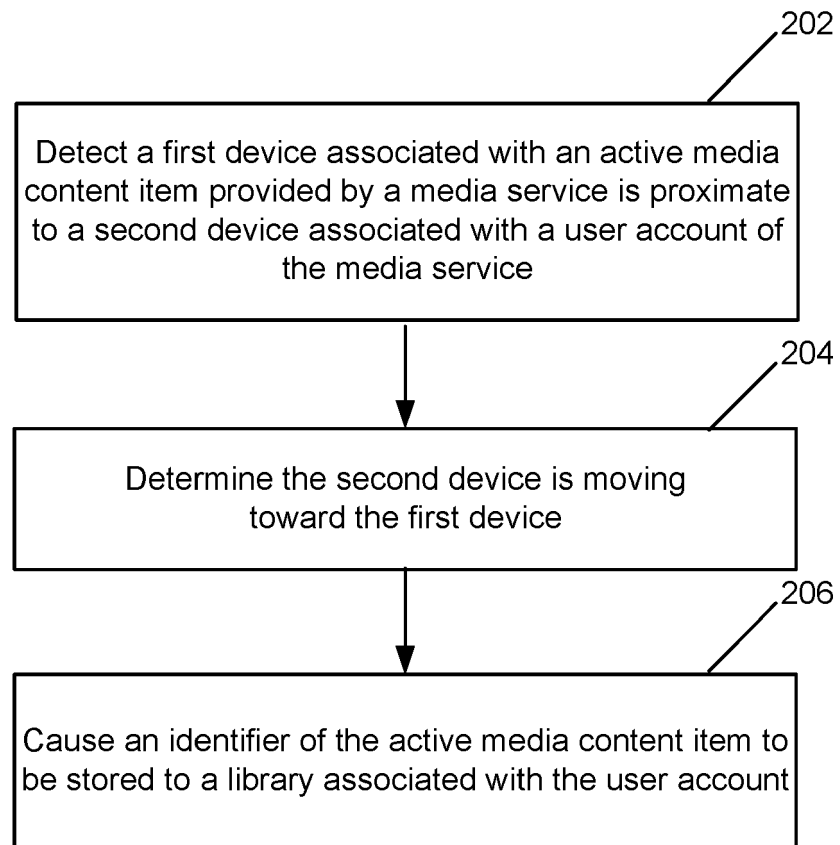 202
Detect a first device associated with an active media
content item provided by a media service is proximate
to a second device associated with a user account of
the media service
204
Determine the second device is moving
toward the first device
206
Cause an identifier of the active media content item to
be stored to a library associated with the user account